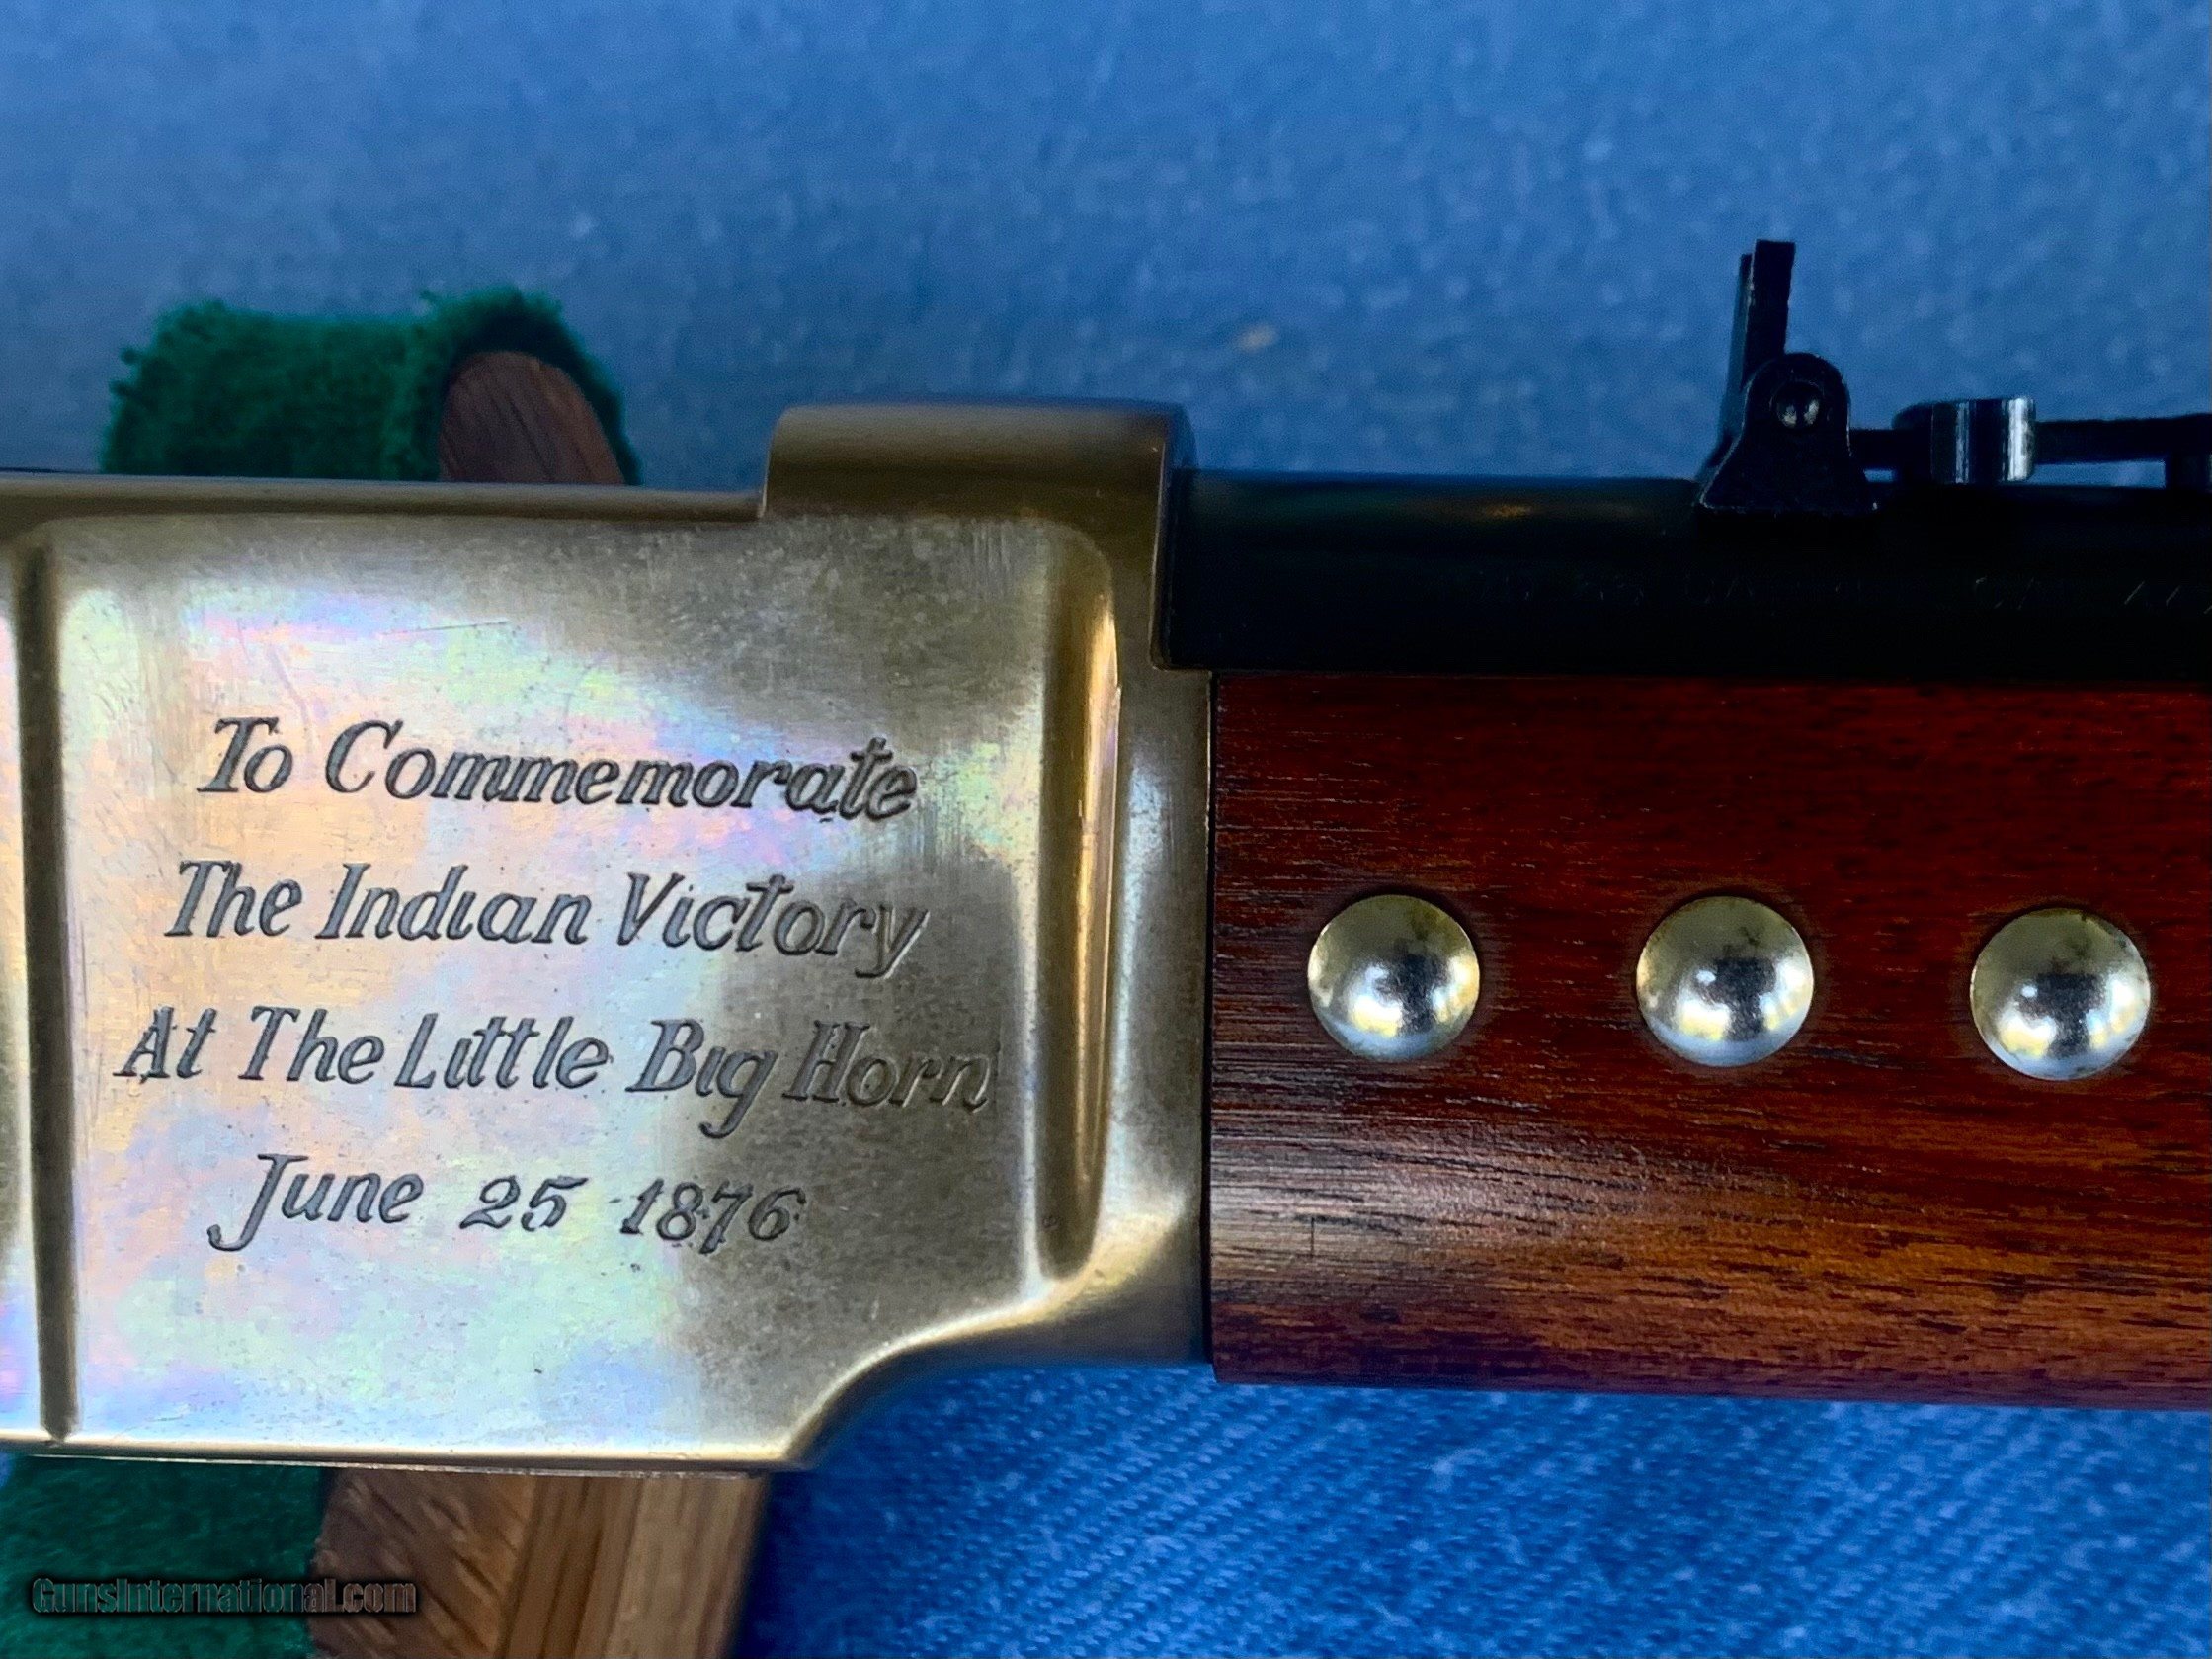 To Commemorate
The Indian Victory
At The Little Big Horn
June 25 1876
GunsInternational.com